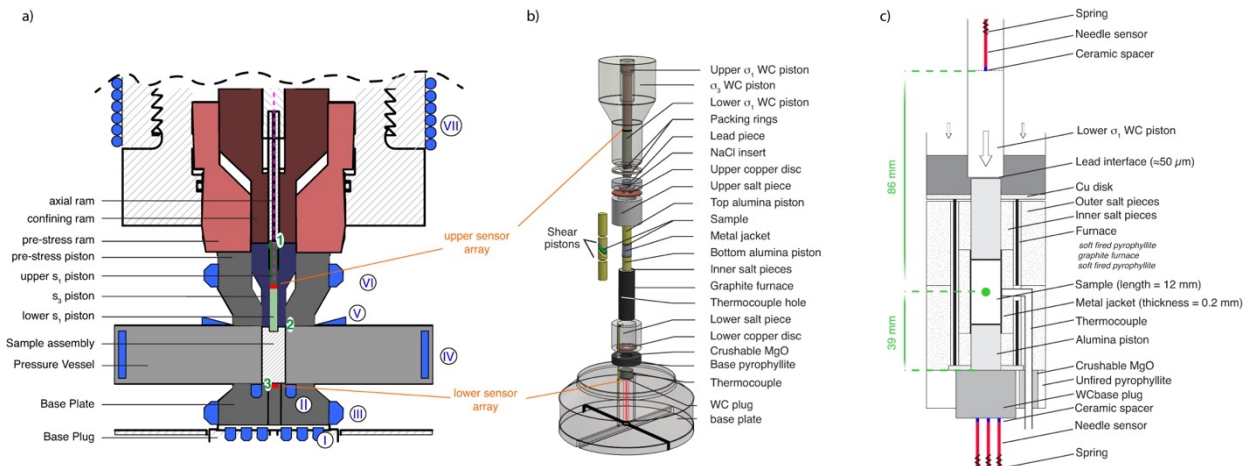 a)
VII
axial ram
confining ram
pre-stress ram
pre-stress piston
upper s1 piston
s3 piston
lower s1 piston
Sample assembly
Pressure Vessel
Base Plate
Base Plug
1
2
3
VI
V
IV
II
III
I
upper sensor
array
lower sensor
array
b)
Upper σ1 WC piston
σ3 WC piston
Lower σ1 WC piston
Packing rings
Lead piece
NaCl insert
Upper copper disc
Upper salt piece
Top alumina piston
Sample
Metal jacket
Bottom alumina piston
Inner salt pieces
Graphite furnace
Thermocouple hole
Lower salt piece
Lower copper disc
Crushable MgO
Base pyrophyllite
Thermocouple
WC plug
base plate
Shear
pistons
c)
Spring
Needle sensor
Ceramic spacer
86 mm
Lower σ1 WC piston
Lead interface (≈50 μm)
Cu disk
Outer salt pieces
Inner salt pieces
Furnace
soft fired pyrophyllite
graphite furnace
soft fired pyrophyllite
39 mm
Sample (length = 12 mm)
Metal jacket (thickness = 0.2 mm)
Thermocouple
Alumina piston
Crushable MgO
Unfired pyrophyllite
WCbase plug
Ceramic spacer
Needle sensor
Spring